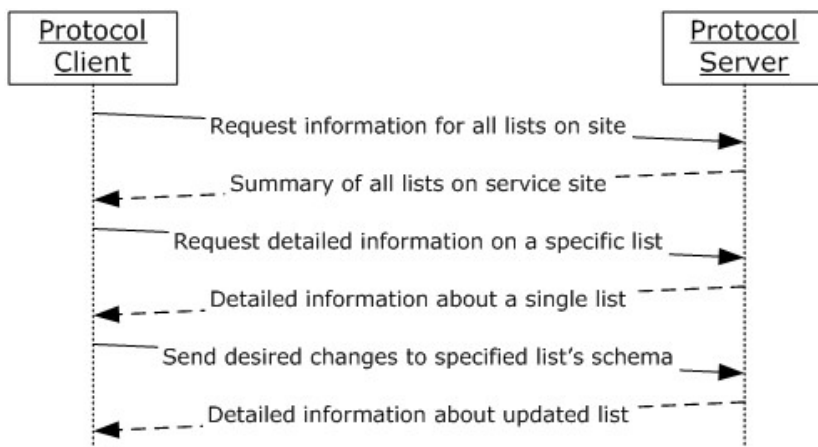 Protocol
Client
Protocol
Server
Request information for all lists on site
Summary of all lists on service site
Request detailed information on a specific list
Detailed information about a single list
Send desired changes to specified list's schema
Detailed information about updated list